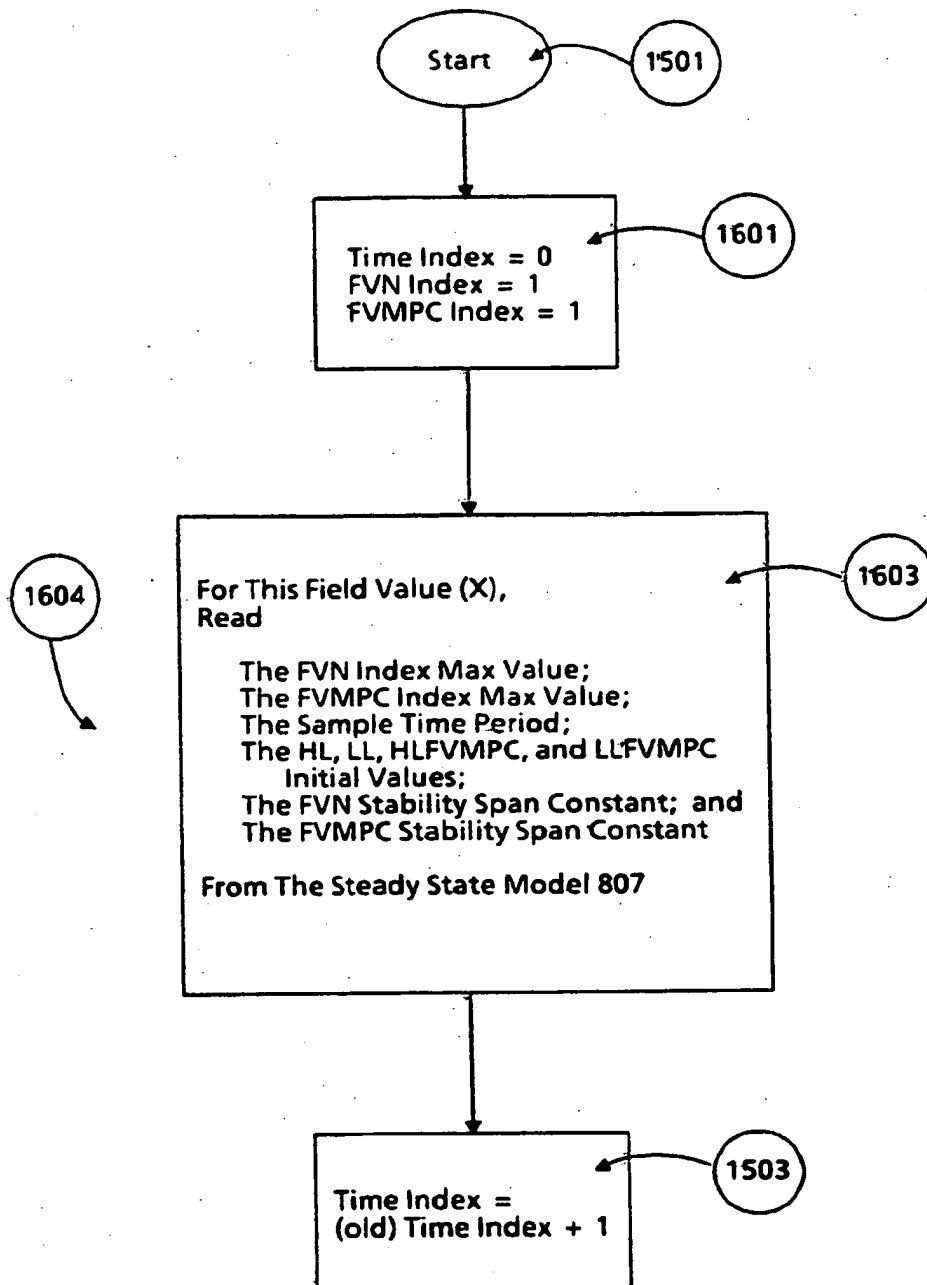 Start
1501
1601
Time Index = 0
FVN Index = 1
FVMPC Index = 1
1604
1603
For This Field Value (X),
Read
The FVN Index Max Value;
The FVMPC Index Max Value;
The Sample Time Period;
The HL, LL, HLFVMPC, and LLFVMPC
Initial Values;
The FVN Stability Span Constant; and
The FVMPC Stability Span Constant
From The Steady State Model 807
1503
Time Index =
(old) Time Index + 1